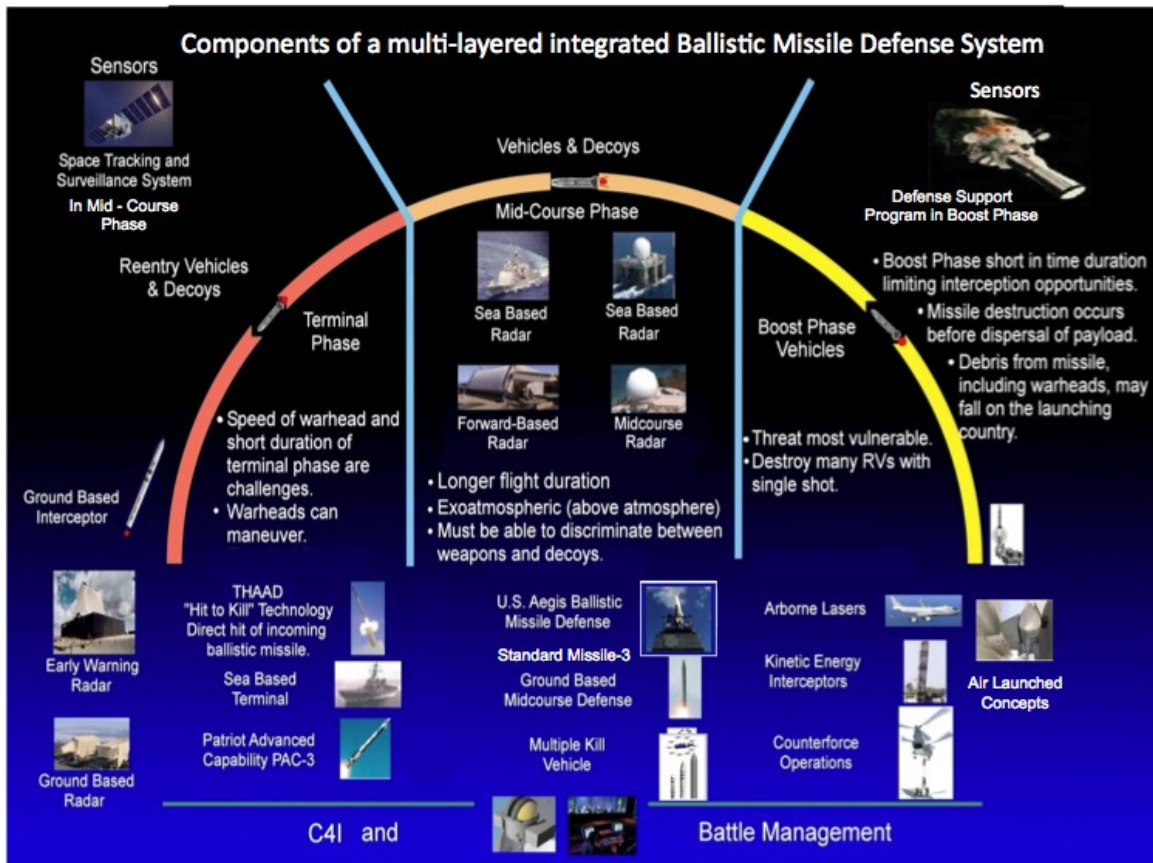 Components of a multi-layered integrated Ballistic Missile Defense System
Sensors
Space Tracking and
Surveillance System
In Mid - Course
Phase
Vehicles & Decoys
Mid-Course Phase
Sensors
Defense Support
Program in Boost Phase
Reentry Vehicles
& Decoys
Terminal
Phase
• Speed of warhead and
short duration of
terminal phase are
challenges.
• Warheads can
maneuver.
Ground Based
Interceptor
Sea Based
Radar
Sea Based
Radar
Forward-Based
Radar
Midcourse
Radar
• Longer flight duration
• Exoatmospheric (above atmosphere)
• Must be able to discriminate between
weapons and decoys.
Boost Phase
Vehicles
• Boost Phase short in time duration
limiting interception opportunities.
• Missile destruction occurs
before dispersal of payload.
• Debris from missile,
including warheads, may
fall on the launching
country.
• Threat most vulnerable.
• Destroy many RVs with
single shot.
Early Warning
Radar
Ground Based
Radar
THAAD
"Hit to Kill" Technology
Direct hit of incoming
ballistic missile.
Sea Based
Terminal
Patriot Advanced
Capability PAC-3
U.S. Aegis Ballistic
Missile Defense
Standard Missile-3
Ground Based
Midcourse Defense
Multiple Kill
Vehicle
Arborne Lasers
Kinetic Energy
Interceptors
Counterforce
Operations
Air Launched
Concepts
C4I and
Battle Management